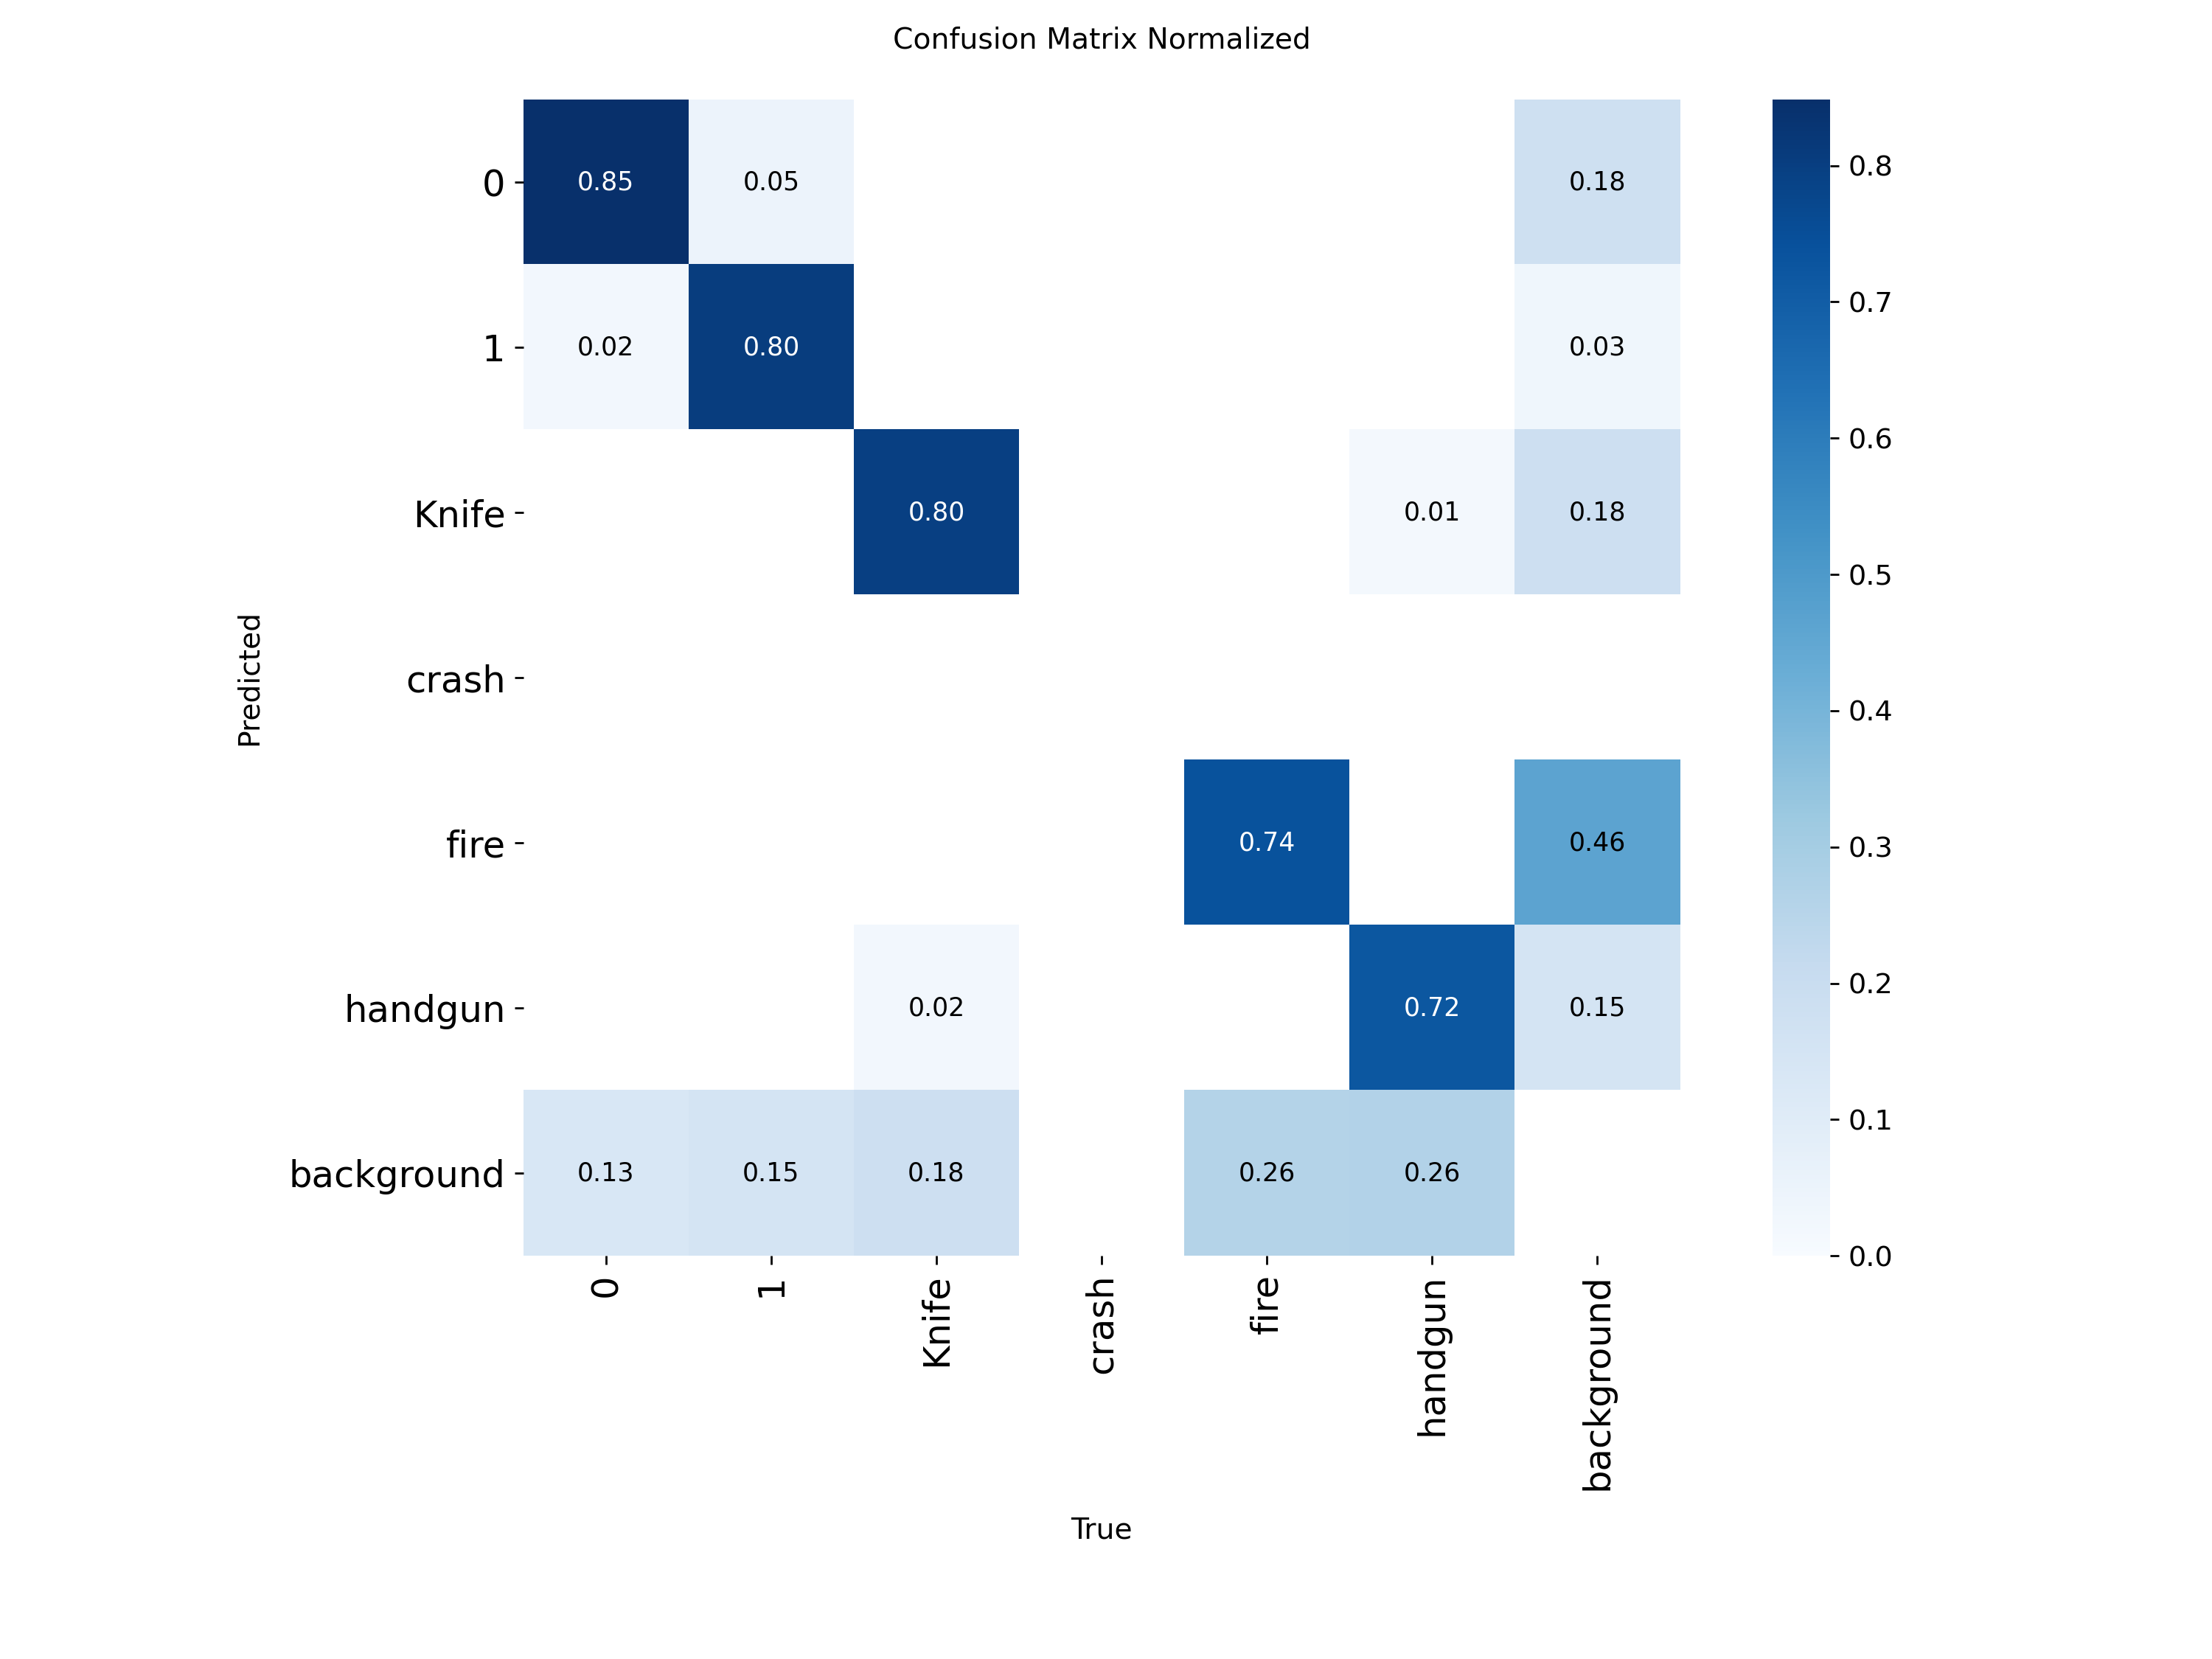 Confusion Matrix Normalized
0 0.85 0.05 0.18 0.8
1 0.02 0.80 0.03 0.7
Knife 0.80 0.01 0.18 0.6
0.5
Predicted
crash
0.4
fire 0.74 0.46 0.3
handgun 0.02 0.72 0.15 0.2
background 0.13 0.15 0.18 0.26 0.26 0.1
0.0
0 1 Knife crash fire handgun background
True